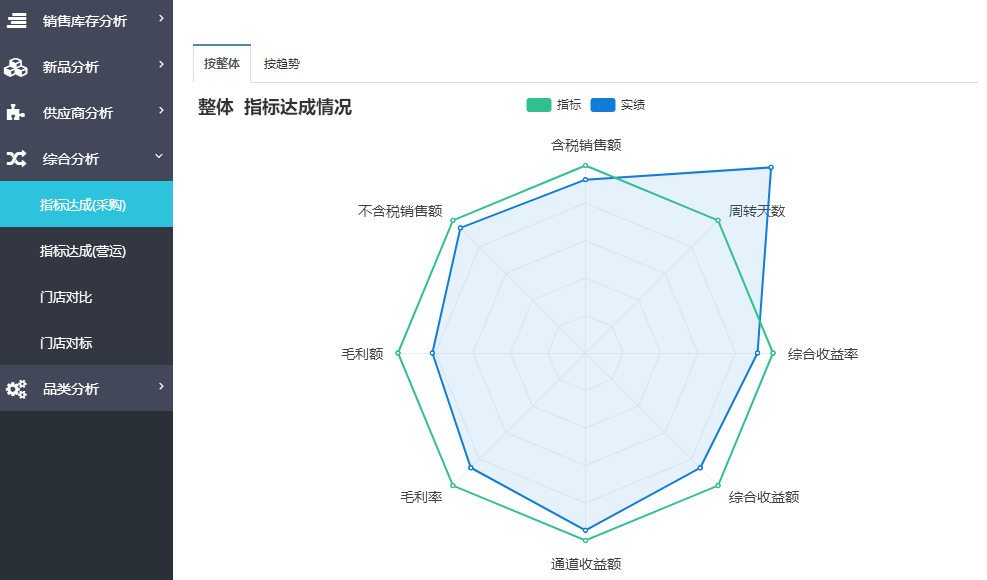 销售库存分析
新品分析
供应商分析
综合分析
指标达成(采购)
指标达成(营运)
门店对比
门店对标
品类分析
按整体 按趋势
整体 指标达成情况
指标 实绩
含税销售额
不含税销售额
周转天数
毛利额
综合收益率
毛利率
综合收益额
通道收益额